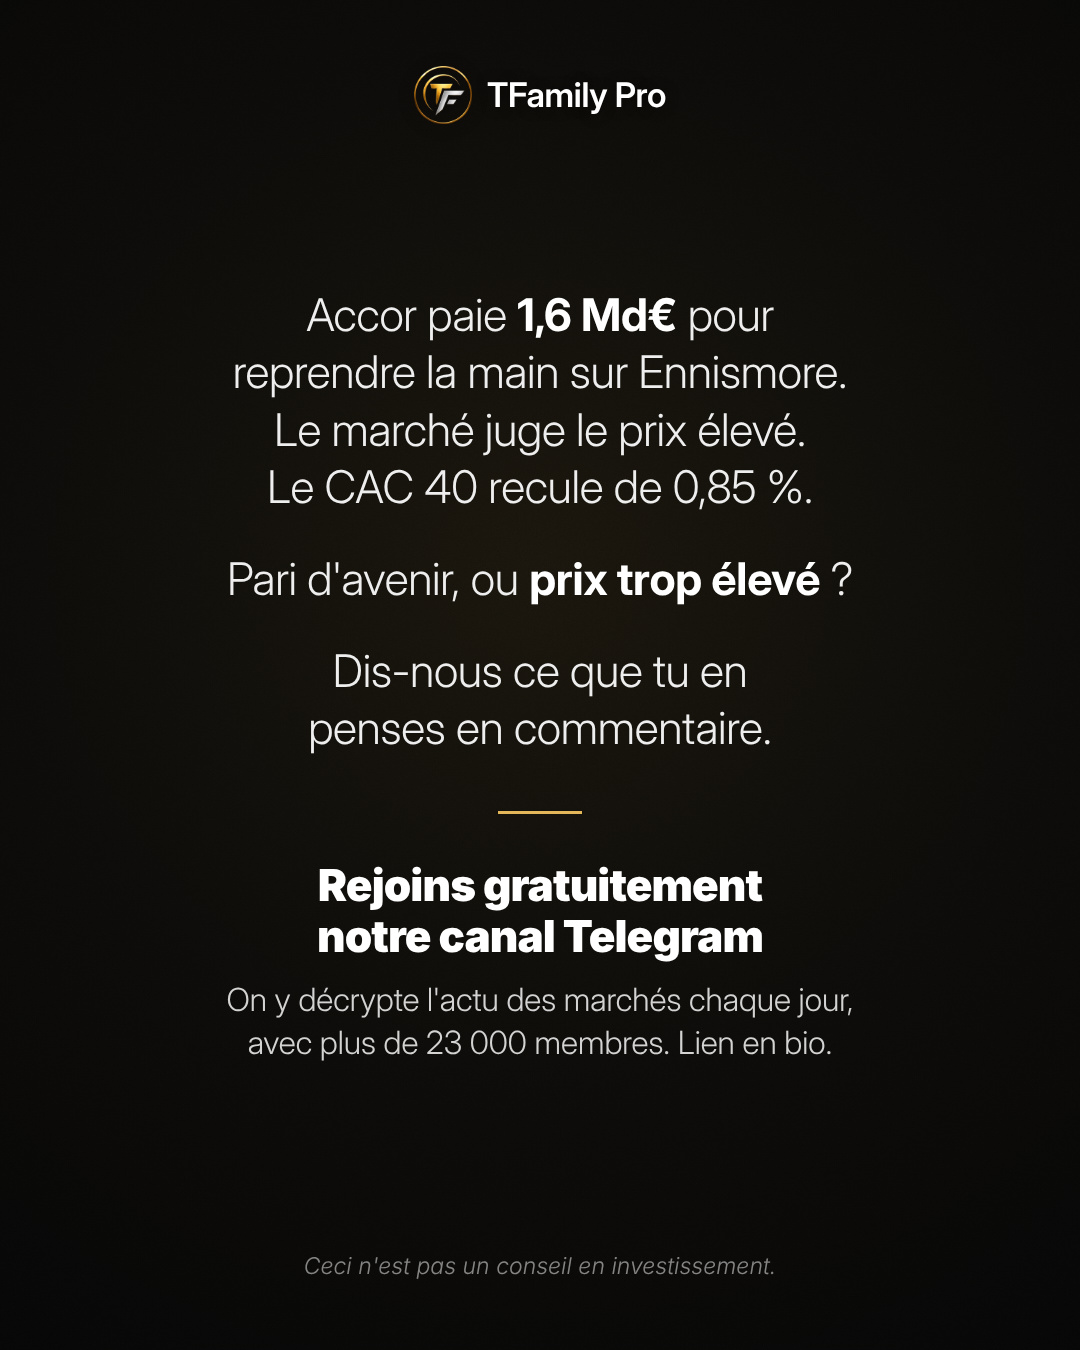 TF
TFamily Pro
Accor paie 1,6 Md€ pour
reprendre la main sur Ennismore.
Le marché juge le prix élevé.
Le CAC 40 recule de 0,85 %.
Pari d'avenir, ou prix trop élevé ?
Dis-nous ce que tu en
penses en commentaire.
Rejoins gratuitement
notre canal Telegram
On y décrypte l'actu des marchés chaque jour,
avec plus de 23 000 membres. Lien en bio.
Ceci n'est pas un conseil en investissement.